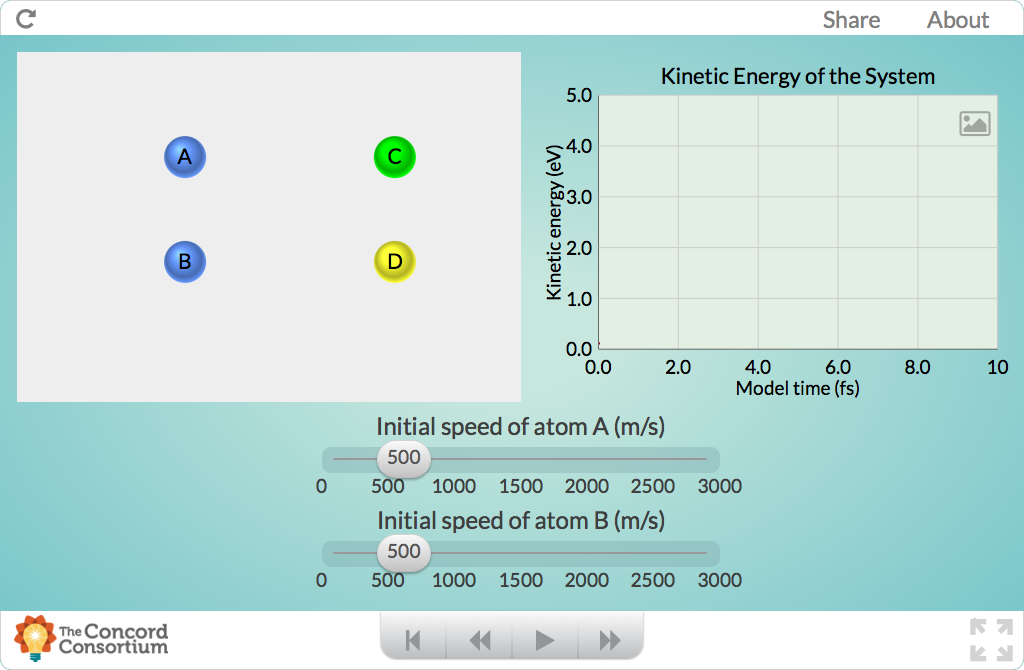 Share About
A C
B D
Kinetic Energy of the System
Kinetic energy (eV)
5.0
4.0
3.0
2.0
1.0
0.0
0.0 2.0 4.0 6.0 8.0 10
Model time (fs)
Initial speed of atom A (m/s)
500
0 500 1000 1500 2000 2500 3000
Initial speed of atom B (m/s)
500
0 500 1000 1500 2000 2500 3000
The Concord
Consortium